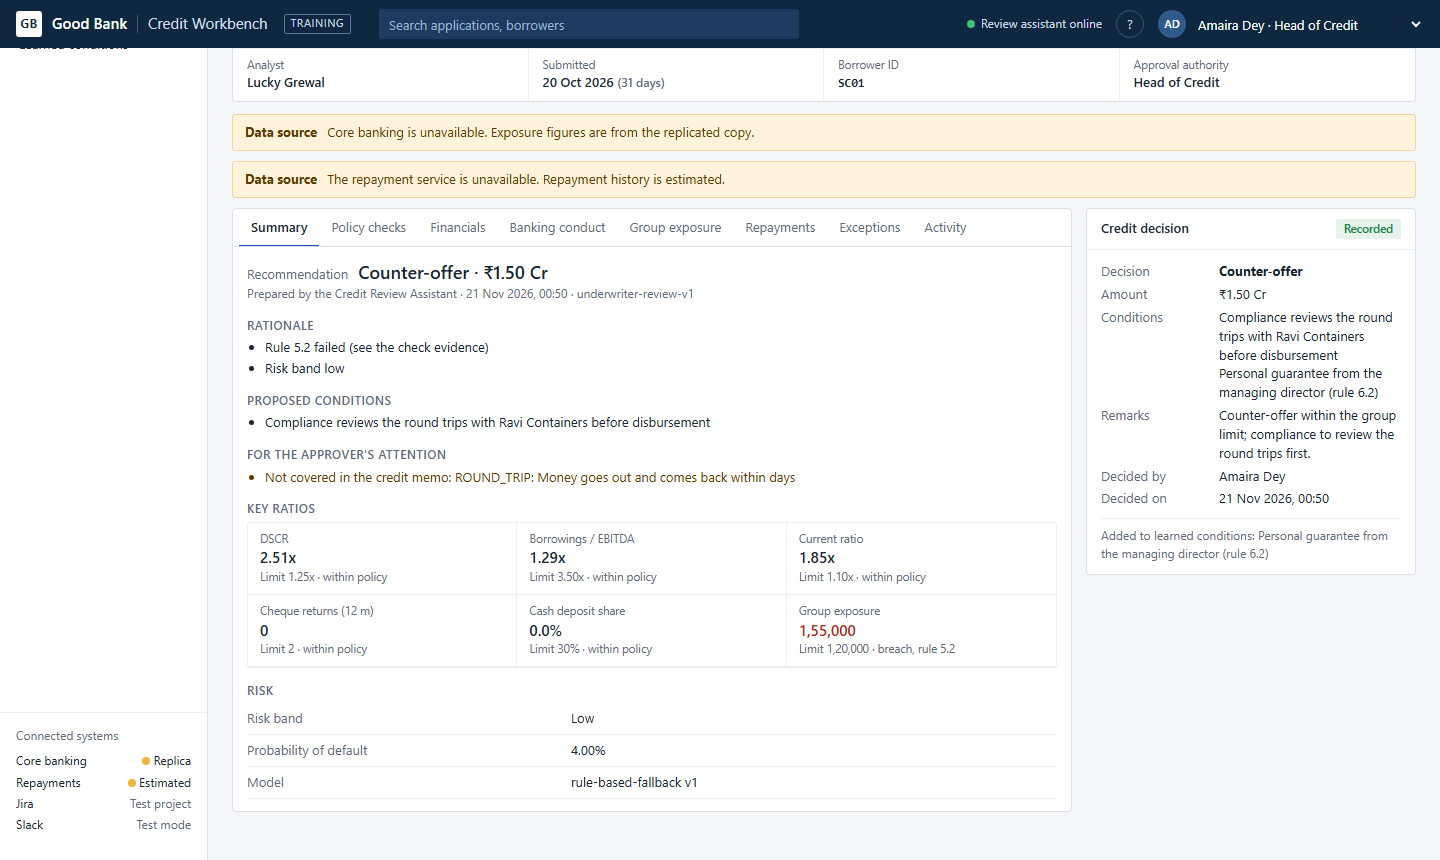 GB Good Bank Credit Workbench TRAINING Search applications, borrowers Review assistant online ? AD Amaira Dey · Head of Credit
Analyst Submitted Borrower ID Approval authority
Lucky Grewal 20 Oct 2026 (31 days) SC01 Head of Credit
Data source Core banking is unavailable. Exposure figures are from the replicated copy.
Data source The repayment service is unavailable. Repayment history is estimated.
Summary Policy checks Financials Banking conduct Group exposure Repayments Exceptions Activity
Recommendation Counter-offer · ₹1.50 Cr
Prepared by the Credit Review Assistant · 21 Nov 2026, 00:50 · underwriter-review-v1
RATIONALE
• Rule 5.2 failed (see the check evidence)
• Risk band low
PROPOSED CONDITIONS
• Compliance reviews the round trips with Ravi Containers before disbursement
FOR THE APPROVER'S ATTENTION
• Not covered in the credit memo: ROUND_TRIP: Money goes out and comes back within days
KEY RATIOS
DSCR Borrowings / EBITDA Current ratio
2.51x 1.29x 1.85x
Limit 1.25x · within policy Limit 3.50x · within policy Limit 1.10x · within policy
Cheque returns (12 m) Cash deposit share Group exposure
0 0.0% 1,55,000
Limit 2 · within policy Limit 30% · within policy Limit 1,20,000 · breach, rule 5.2
RISK
Risk band Low
Probability of default 4.00%
Model rule-based-fallback v1
Credit decision Recorded
Decision Counter-offer
Amount ₹1.50 Cr
Conditions Compliance reviews the round
trips with Ravi Containers
before disbursement
Personal guarantee from the
managing director (rule 6.2)
Remarks Counter-offer within the group
limit; compliance to review the
round trips first.
Decided by Amaira Dey
Decided on 21 Nov 2026, 00:50
Added to learned conditions: Personal guarantee from
the managing director (rule 6.2)
Connected systems
Core banking Replica
Repayments Estimated
Jira Test project
Slack Test mode